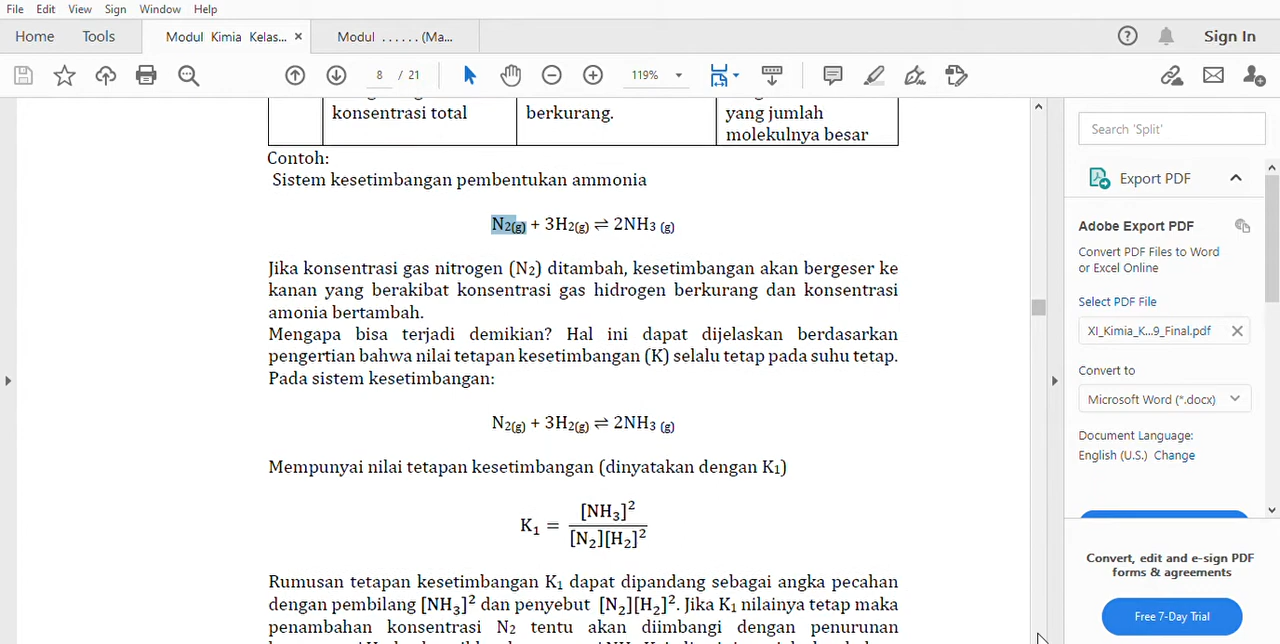 File Edit View Sign Window Help
Home Tools Modul Kimia Kelas... × Modul ......(Ma... Sign In
8 / 21 119%
konsentrasi total berkurang. yang jumlah
molekulnya besar
Contoh:
Sistem kesetimbangan pembentukan ammonia
N2(g) + 3H2(g) ⇌ 2NH3 (g)
Jika konsentrasi gas nitrogen (N2) ditambah, kesetimbangan akan bergeser ke
kanan yang berakibat konsentrasi gas hidrogen berkurang dan konsentrasi
amonia bertambah.
Mengapa bisa terjadi demikian? Hal ini dapat dijelaskan berdasarkan
pengertian bahwa nilai tetapan kesetimbangan (K) selalu tetap pada suhu tetap.
Pada sistem kesetimbangan:
N2(g) + 3H2(g) ⇌ 2NH3 (g)
Mempunyai nilai tetapan kesetimbangan (dinyatakan dengan K1)
K₁ = [NH₃]² / [N₂][H₂]²
Rumusan tetapan kesetimbangan K1 dapat dipandang sebagai angka pecahan
dengan pembilang [NH₃]² dan penyebut [N₂][H₂]². Jika K1 nilainya tetap maka
penambahan konsentrasi N2 tentu akan diimbangi dengan penurunan
Search 'Split'
Export PDF
Adobe Export PDF
Convert PDF Files to Word
or Excel Online
Select PDF File
XI_Kimia_K...9_Final.pdf
Convert to
Microsoft Word (*.docx)
Document Language:
English (U.S.) Change
Convert, edit and e-sign PDF
forms & agreements
Free 7-Day Trial